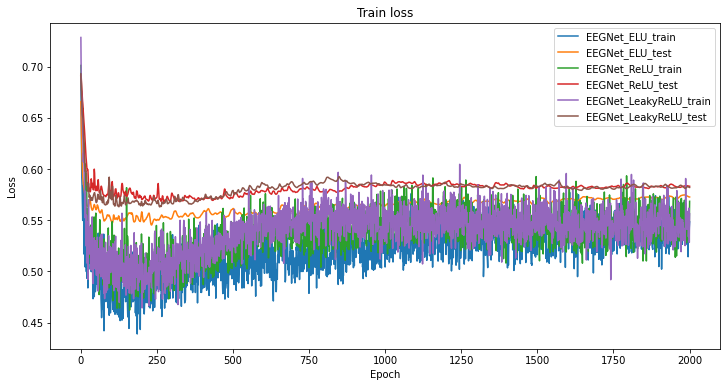 Train loss
EEGNet_ELU_train
EEGNet_ELU_test
EEGNet_ReLU_train
EEGNet_ReLU_test
EEGNet_LeakyReLU_train
EEGNet_LeakyReLU_test
Loss
0.70
0.65
0.60
0.55
0.50
0.45
0 250 500 750 1000 1250 1500 1750 2000
Epoch